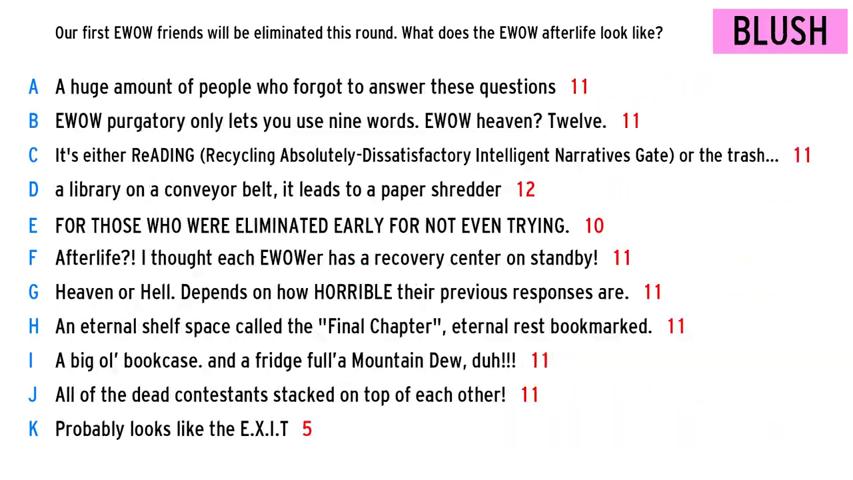 Our first EWOW friends will be eliminated this round. What does the EWOW afterlife look like?
BLUSH
A A huge amount of people who forgot to answer these questions 11
B EWOW purgatory only lets you use nine words. EWOW heaven? Twelve. 11
C It's either ReADING (Recycling Absolutely-Dissatisfactory Intelligent Narratives Gate) or the trash... 11
D a library on a conveyor belt, it leads to a paper shredder 12
E FOR THOSE WHO WERE ELIMINATED EARLY FOR NOT EVEN TRYING. 10
F Afterlife?! I thought each EWOWer has a recovery center on standby! 11
G Heaven or Hell. Depends on how HORRIBLE their previous responses are. 11
H An eternal shelf space called the "Final Chapter", eternal rest bookmarked. 11
I A big ol’ bookcase. and a fridge full’a Mountain Dew, duh!!! 11
J All of the dead contestants stacked on top of each other! 11
K Probably looks like the E.X.I.T 5